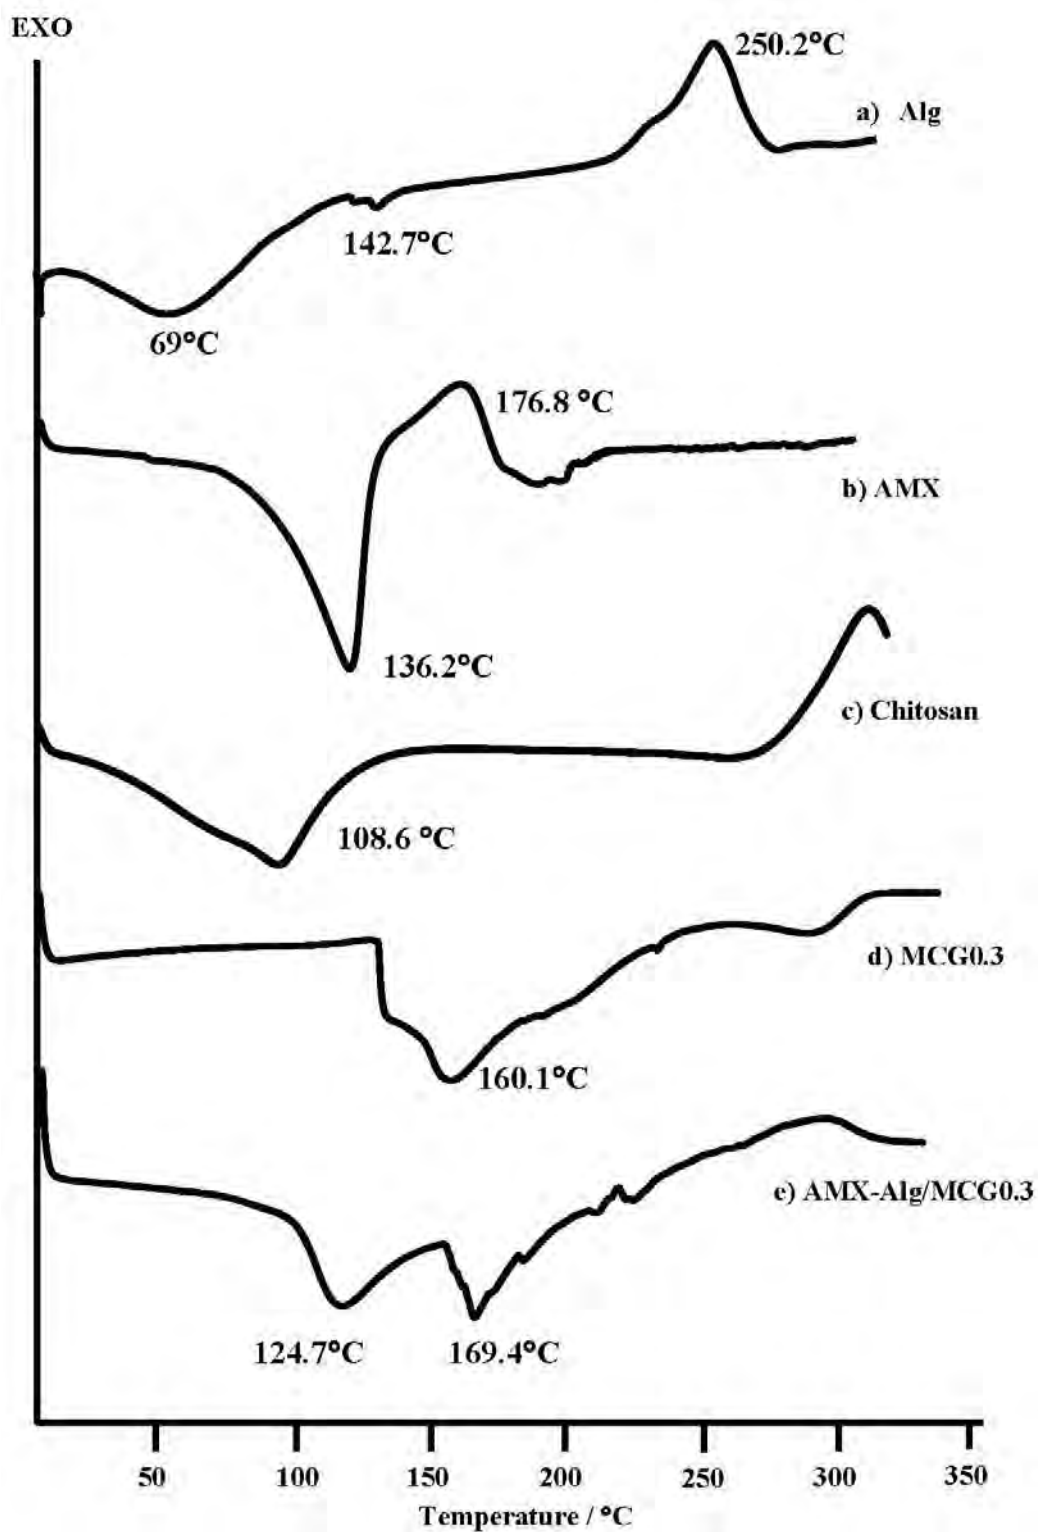 EXO
250.2°C
a) Alg
142.7°C
69°C
176.8 °C
b) AMX
136.2°C
c) Chitosan
108.6 °C
d) MCG0.3
160.1°C
e) AMX-Alg/MCG0.3
124.7°C 169.4°C
50 100 150 200 250 300 350
Temperature / °C